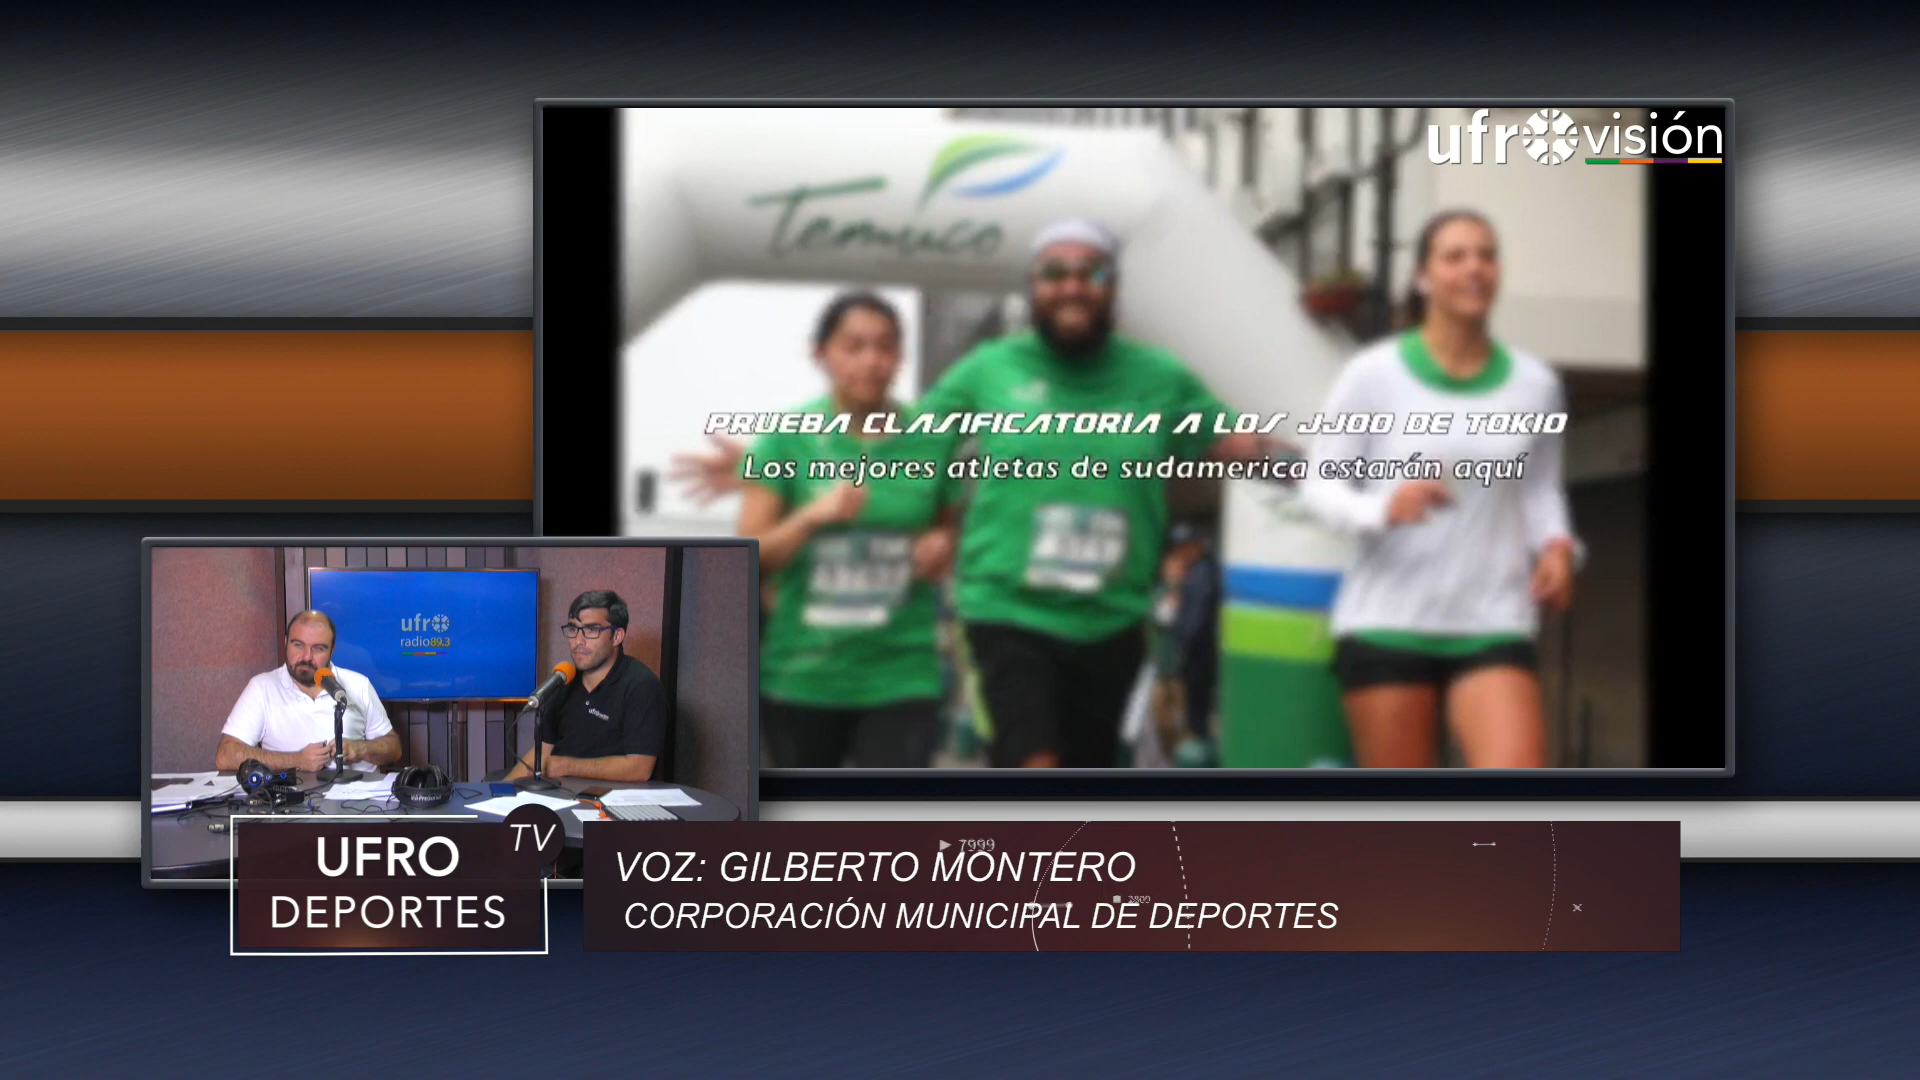 ufrovisión
Temuco
PRUEBA CLASIFICATORIA A LOS JJOO DE TOKIO
Los mejores atletas de sudamerica estarán aquí
ufro
radio89.3
TV
UFRO
DEPORTES
7999
VOZ: GILBERTO MONTERO
CORPORACIÓN MUNICIPAL DE DEPORTES